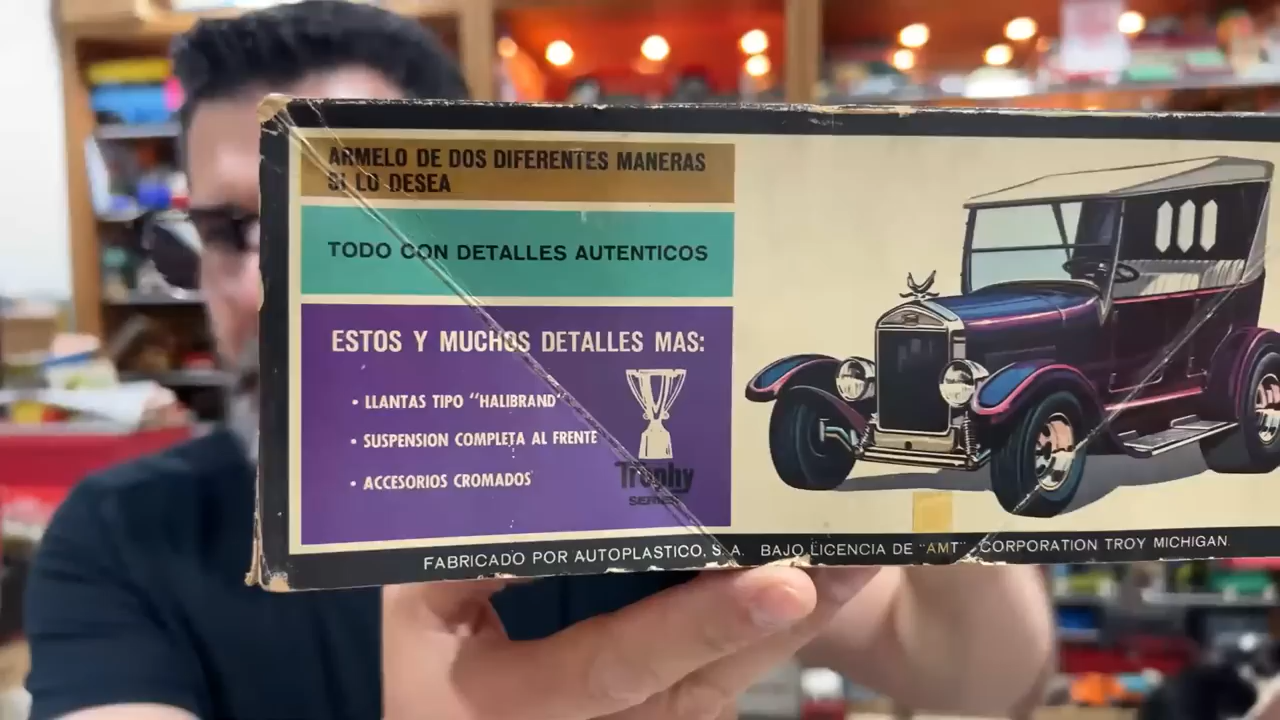 ARMELO DE DOS DIFERENTES MANERAS
SI LO DESEA
TODO CON DETALLES AUTENTICOS
ESTOS Y MUCHOS DETALLES MAS:
• LLANTAS TIPO "HALIBRAND"
• SUSPENSION COMPLETA AL FRENTE
• ACCESORIOS CROMADOS
Trophy
SERIES
FABRICADO POR AUTOPLASTICO, S. A. BAJO LICENCIA DE "AMT" CORPORATION TROY MICHIGAN.